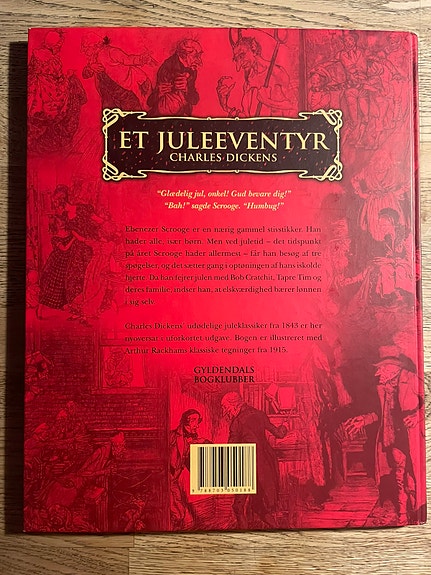 ET JULEEVENTYR
CHARLES DICKENS
"Glædelig jul, onkel! Gud bevare dig!"
"Bah!" sagde Scrooge. "Humbug!"
Ebenezer Scrooge er en nærig gammel stivstikker. Han
hader alle, især børn. Men ved juletid – det tidspunkt
på året Scrooge hader allermest – får han besøg af tre
spøgelser, og det sætter gang i optøningen af hans iskolde
hjerte. Da han fejrer julen med Bob Cratchit, Tapre Tim og
deres familie, indser han, at elskværdighed bærer lønnen
i sig selv.
Charles Dickens' udødelige juleklassiker fra 1843 er her
nyoversat i uforkortet udgave. Bogen er illustreret med
Arthur Rackhams klassiske tegninger fra 1915.
GYLDENDALS
BOGKLUBBER